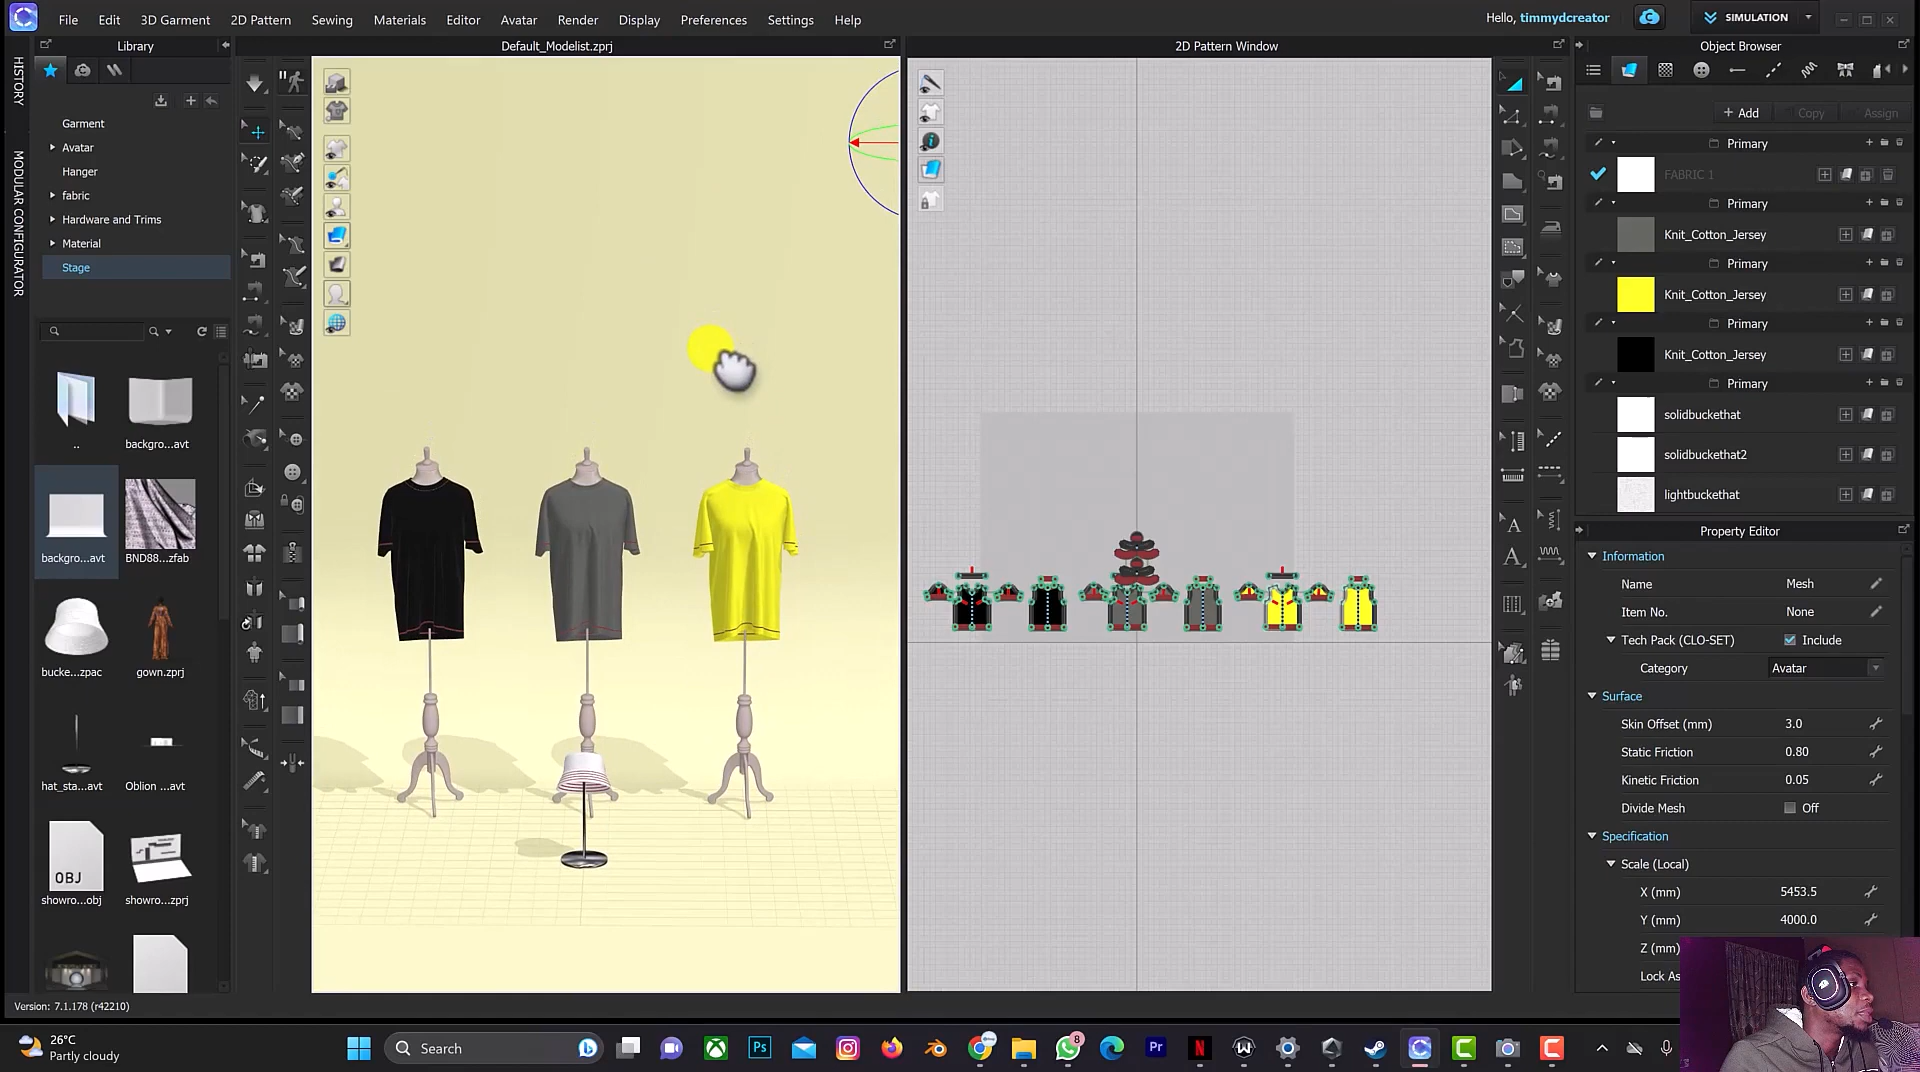 File Edit 3D Garment 2D Pattern Sewing Materials Editor Avatar Render Display Preferences Settings Help
Hello, timmydcreator
SIMULATION
HISTORY
MODULAR CONFIGURATOR
Library
Default_Modelist.zprj
2D Pattern Window
Object Browser
Garment
Avatar
Hanger
fabric
Hardware and Trims
Material
Stage
..
backgro...avt
backgro...avt
BND88...zfab
bucke...zpac
gown.zprj
hat_sta...avt
Oblion ...avt
OBJ
showro...obj
showro...zprj
+ Add Copy Assign
Primary
FABRIC 1
Primary
Knit_Cotton_Jersey
Primary
Knit_Cotton_Jersey
Primary
Knit_Cotton_Jersey
Primary
solidbuckethat
solidbuckethat2
lightbuckethat
Property Editor
Information
Name Mesh
Item No. None
Tech Pack (CLO-SET) Include
Category Avatar
Surface
Skin Offset (mm) 3.0
Static Friction 0.80
Kinetic Friction 0.05
Divide Mesh Off
Specification
Scale (Local)
X (mm) 5453.5
Y (mm) 4000.0
Z (mm)
Lock As
Version: 7.1.178 (r42210)
26°C
Partly cloudy
Search
Ps
8
Pr
N